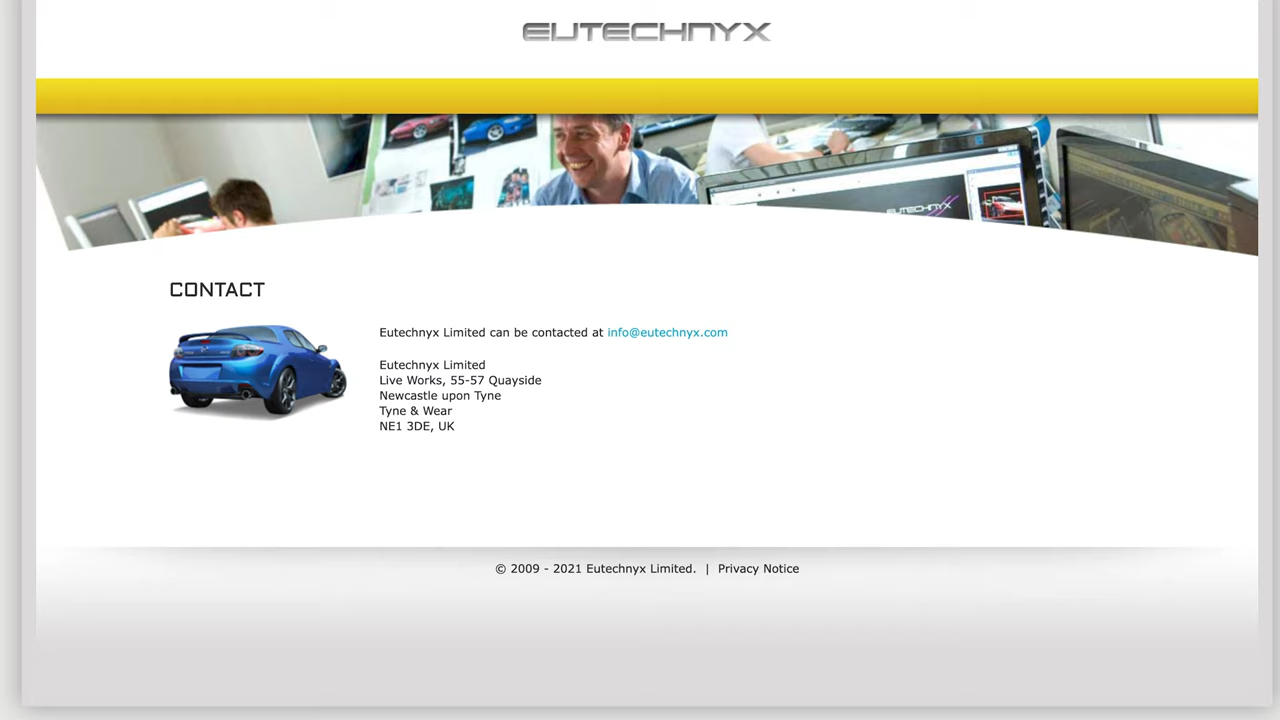 EUTECHNYX
EUTECHNYX
CONTACT
Eutechnyx Limited can be contacted at info@eutechnyx.com
Eutechnyx Limited
Live Works, 55-57 Quayside
Newcastle upon Tyne
Tyne & Wear
NE1 3DE, UK
© 2009 - 2021 Eutechnyx Limited. | Privacy Notice